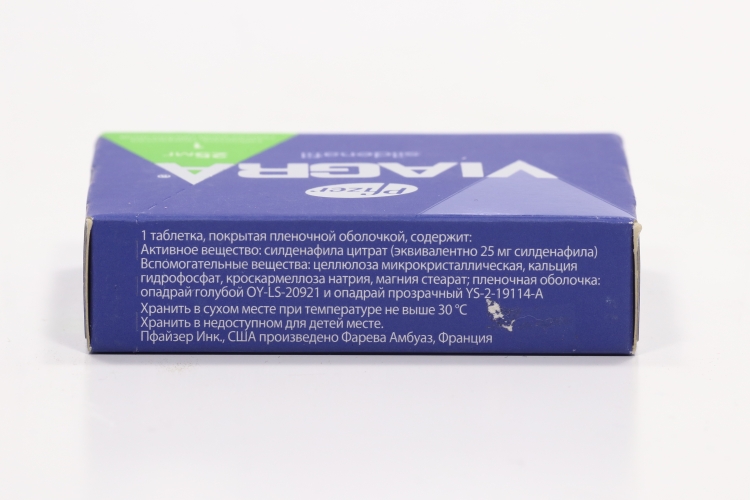 VIAGRA®
Pfizer
sildenafil
25 мг
1
1 таблетка, покрытая пленочной оболочкой, содержит:
Активное вещество: силденафила цитрат (эквивалентно 25 мг силденафила)
Вспомогательные вещества: целлюлоза микрокристаллическая, кальция
гидрофосфат, кроскармеллоза натрия, магния стеарат; пленочная оболочка:
опадрай голубой OY-LS-20921 и опадрай прозрачный YS-2-19114-A
Хранить в сухом месте при температуре не выше 30 °C
Хранить в недоступном для детей месте.
Пфайзер Инк., США произведено Фарева Амбуаз, Франция